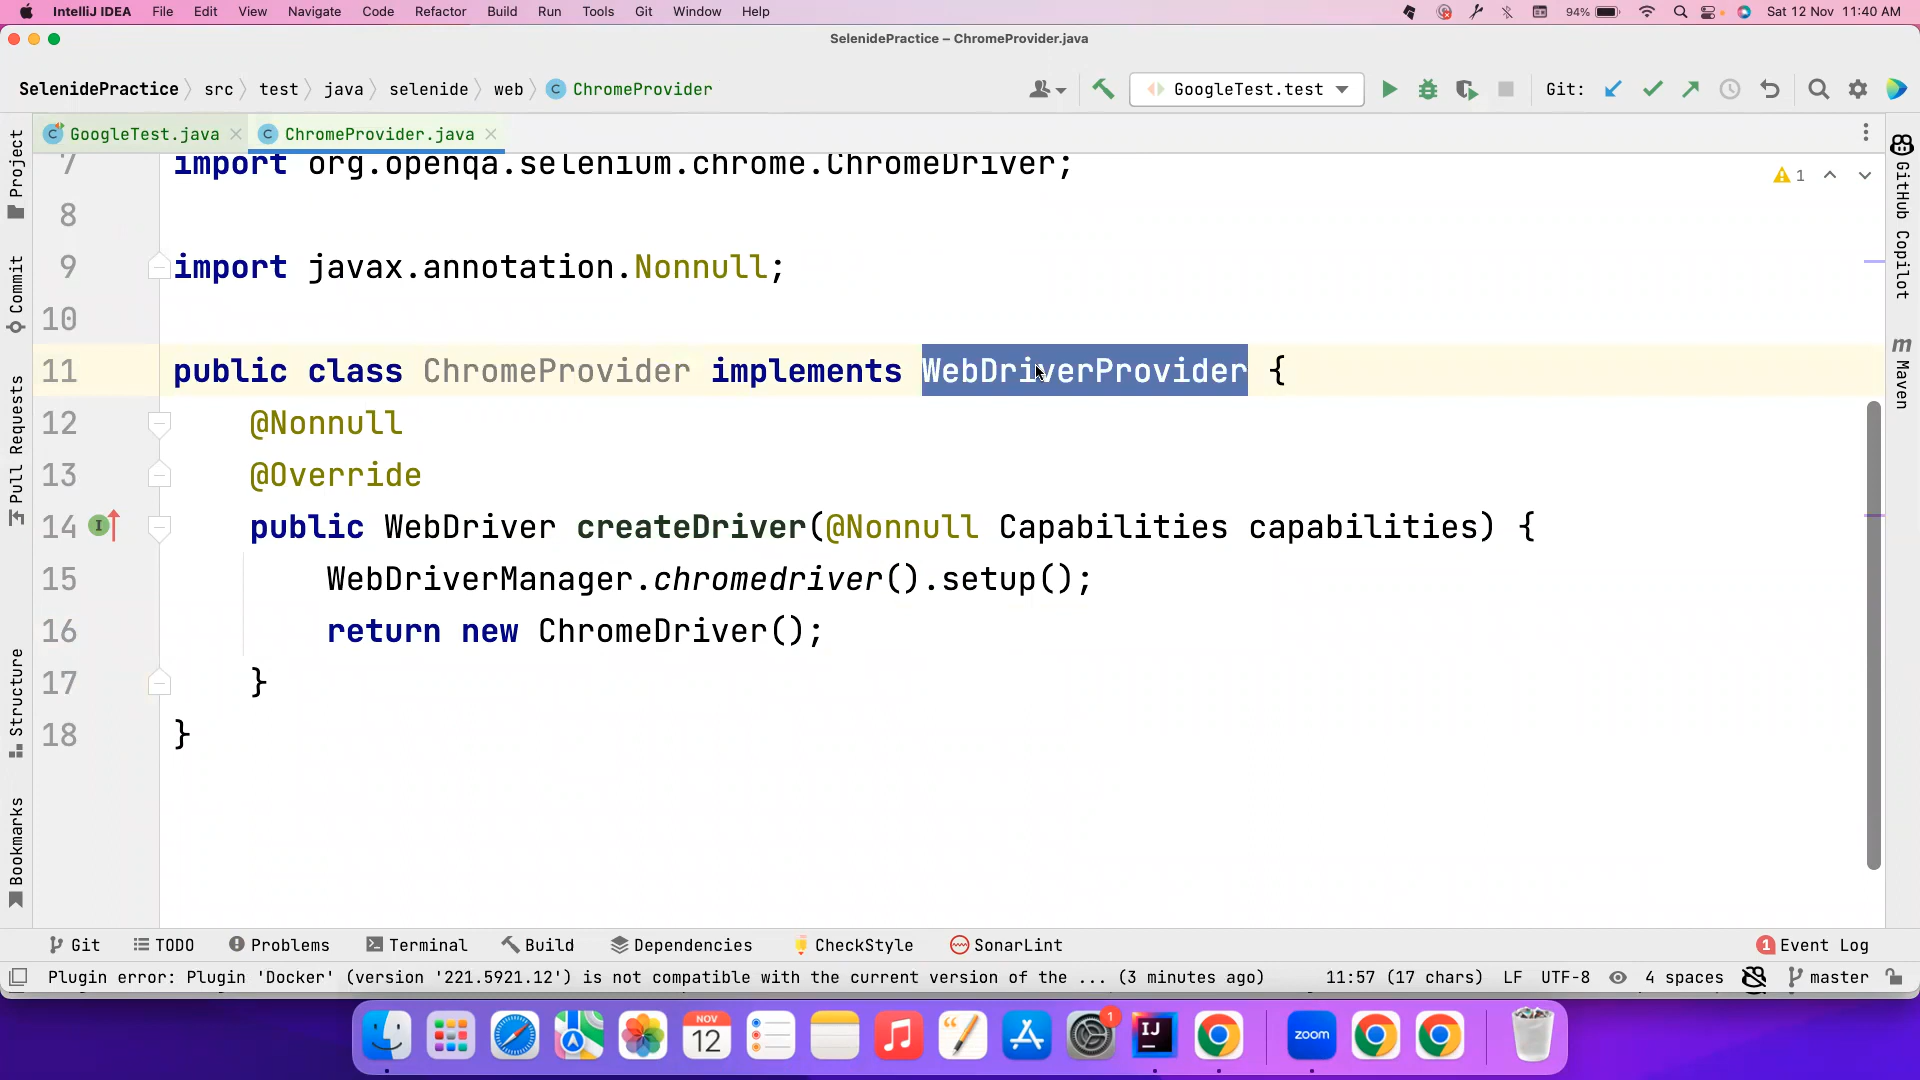 IntelliJ IDEA File Edit View Navigate Code Refactor Build Run Tools Git Window Help 94% Sat 12 Nov 11:40 AM
SelenidePractice – ChromeProvider.java
SelenidePractice src test java selenide web ChromeProvider GoogleTest.test Git:
GoogleTest.java ChromeProvider.java
7 import org.openqa.selenium.chrome.ChromeDriver;
1
8
9 import javax.annotation.Nonnull;
10
11 public class ChromeProvider implements WebDriverProvider {
12 @Nonnull
13 @Override
14 public WebDriver createDriver(@Nonnull Capabilities capabilities) {
15 WebDriverManager.chromedriver().setup();
16 return new ChromeDriver();
17 }
18 }
Project
Commit
Pull Requests
Structure
Bookmarks
GitHub Copilot
m Maven
Git TODO Problems Terminal Build Dependencies CheckStyle SonarLint 1 Event Log
Plugin error: Plugin 'Docker' (version '221.5921.12') is not compatible with the current version of the ... (3 minutes ago) 11:57 (17 chars) LF UTF-8 4 spaces master
NOV
12
1
IJ
zoom